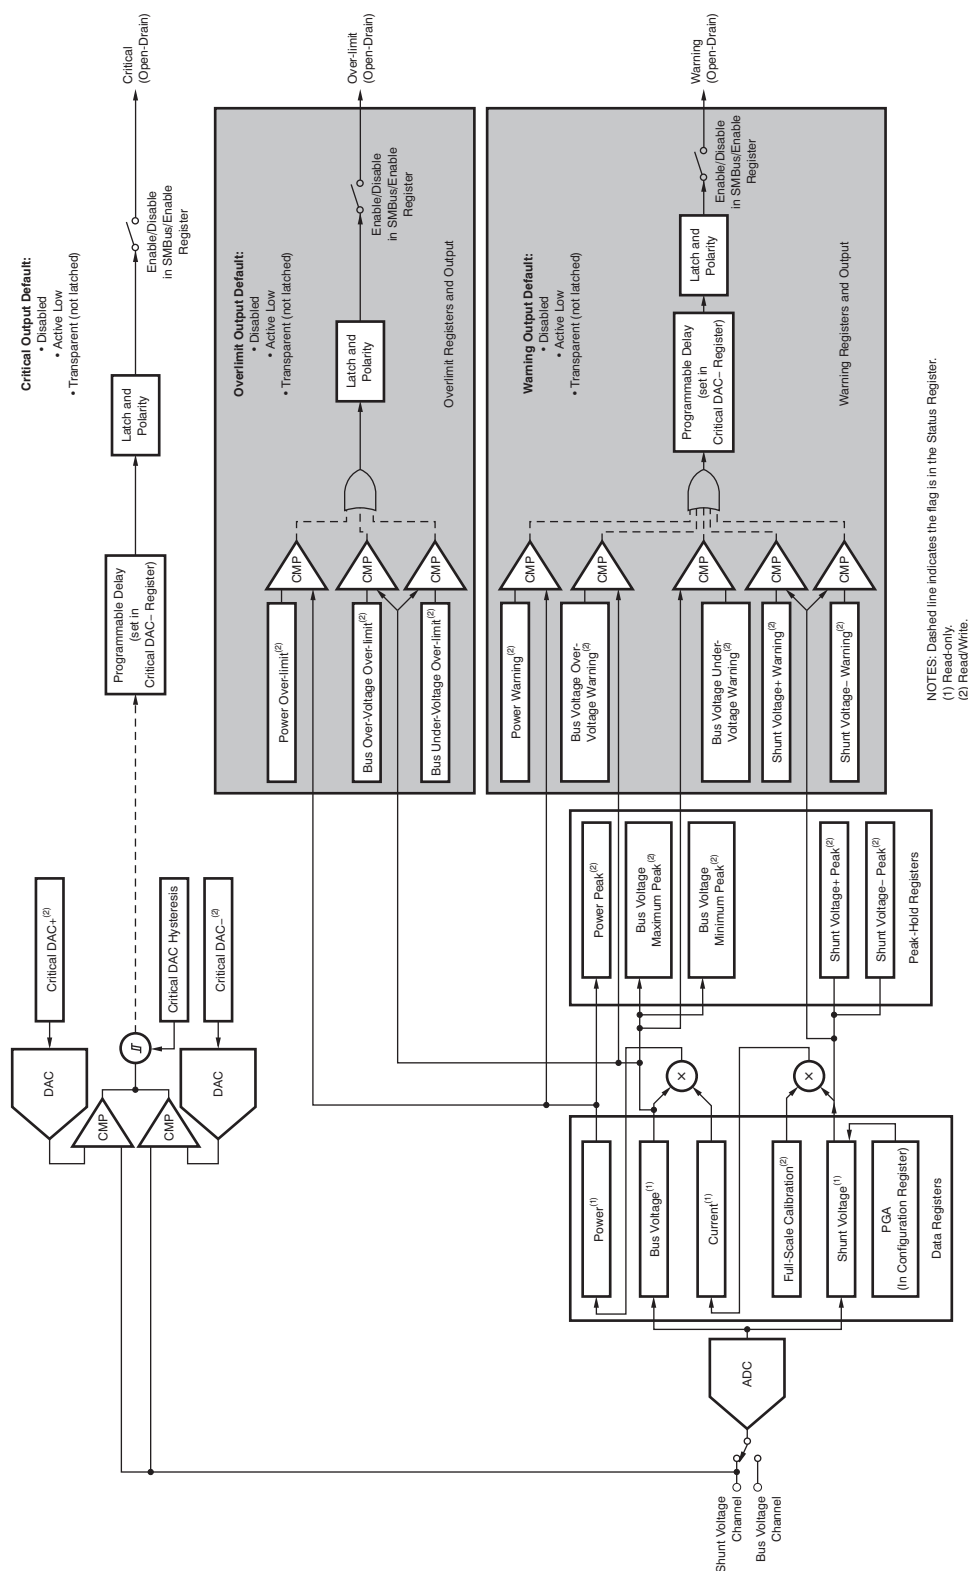 Critical DAC+(2)
DAC
CMP
Critical DAC Hysteresis
CMP
DAC
Critical DAC–(2)
Programmable Delay
(set in
Critical DAC– Register)
Latch and
Polarity
Critical Output Default:
• Disabled
• Active Low
• Transparent (not latched)
Enable/Disable
in SMBus/Enable
Register
Critical
(Open-Drain)
Power Over-limit(2)
CMP
Bus Over-Voltage Over-limit(2)
CMP
Bus Under-Voltage Over-limit(2)
CMP
Overlimit Output Default:
• Disabled
• Active Low
• Transparent (not latched)
Latch and
Polarity
Enable/Disable
in SMBus/Enable
Register
Overlimit Registers and Output
Over-limit
(Open-Drain)
Power Warning(2)
CMP
Bus Voltage Over-
Voltage Warning(2)
CMP
Bus Voltage Under-
Voltage Warning(2)
CMP
Shunt Voltage+ Warning(2)
CMP
Shunt Voltage– Warning(2)
CMP
Programmable Delay
(set in
Critical DAC– Register)
Warning Output Default:
• Disabled
• Active Low
• Transparent (not latched)
Latch and
Polarity
Enable/Disable
in SMBus/Enable
Register
Warning Registers and Output
Warning
(Open-Drain)
Power Peak(2)
Bus Voltage
Maximum Peak(2)
Bus Voltage
Minimum Peak(2)
Shunt Voltage+ Peak(2)
Shunt Voltage– Peak(2)
Peak-Hold Registers
×
×
Power(1)
Bus Voltage(1)
Current(1)
Full-Scale Calibration(2)
Shunt Voltage(1)
PGA
(In Configuration Register)
Data Registers
ADC
Shunt Voltage
Channel
Bus Voltage
Channel
NOTES: Dashed line indicates the flag is in the Status Register.
(1) Read-only.
(2) Read/Write.